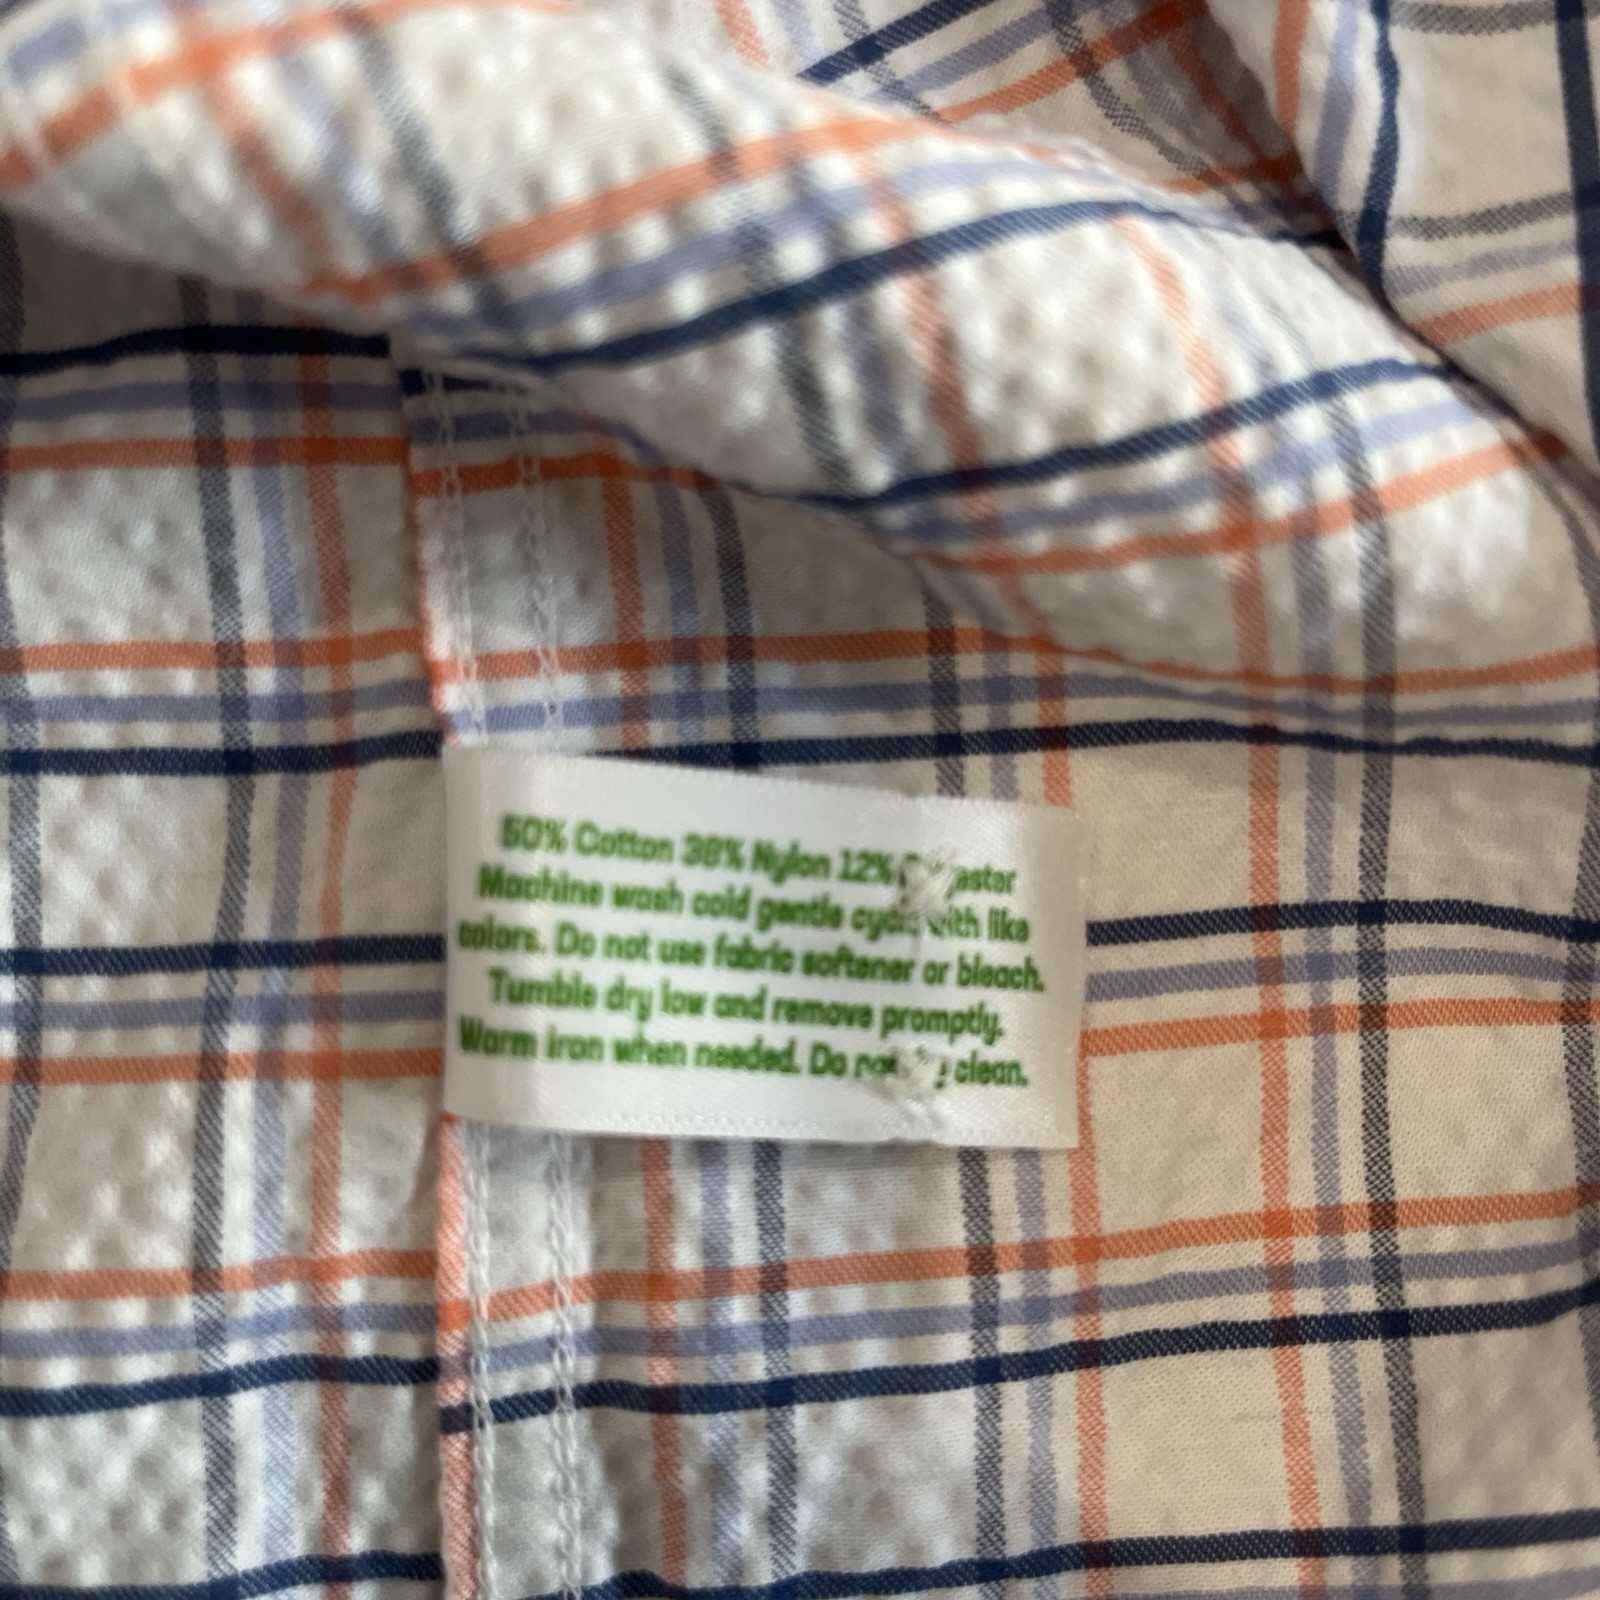 50% Cotton 38% Nylon 12%
Machine wash cold gentle with like
colors. Do not use fabric softener or bleach.
Tumble dry low and remove promptly.
Warm iron when needed. Do clean.